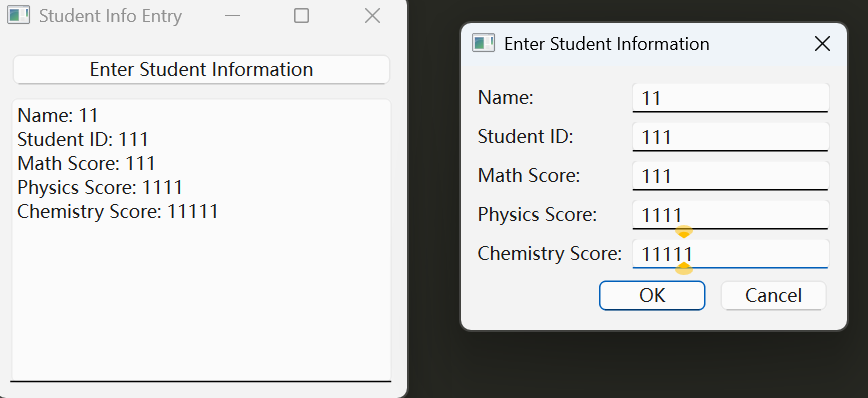 Student Info Entry
Enter Student Information
Name: 11
Student ID: 111
Math Score: 111
Physics Score: 1111
Chemistry Score: 11111
Enter Student Information
Name: 11
Student ID: 111
Math Score: 111
Physics Score: 1111
Chemistry Score: 11111
OK Cancel